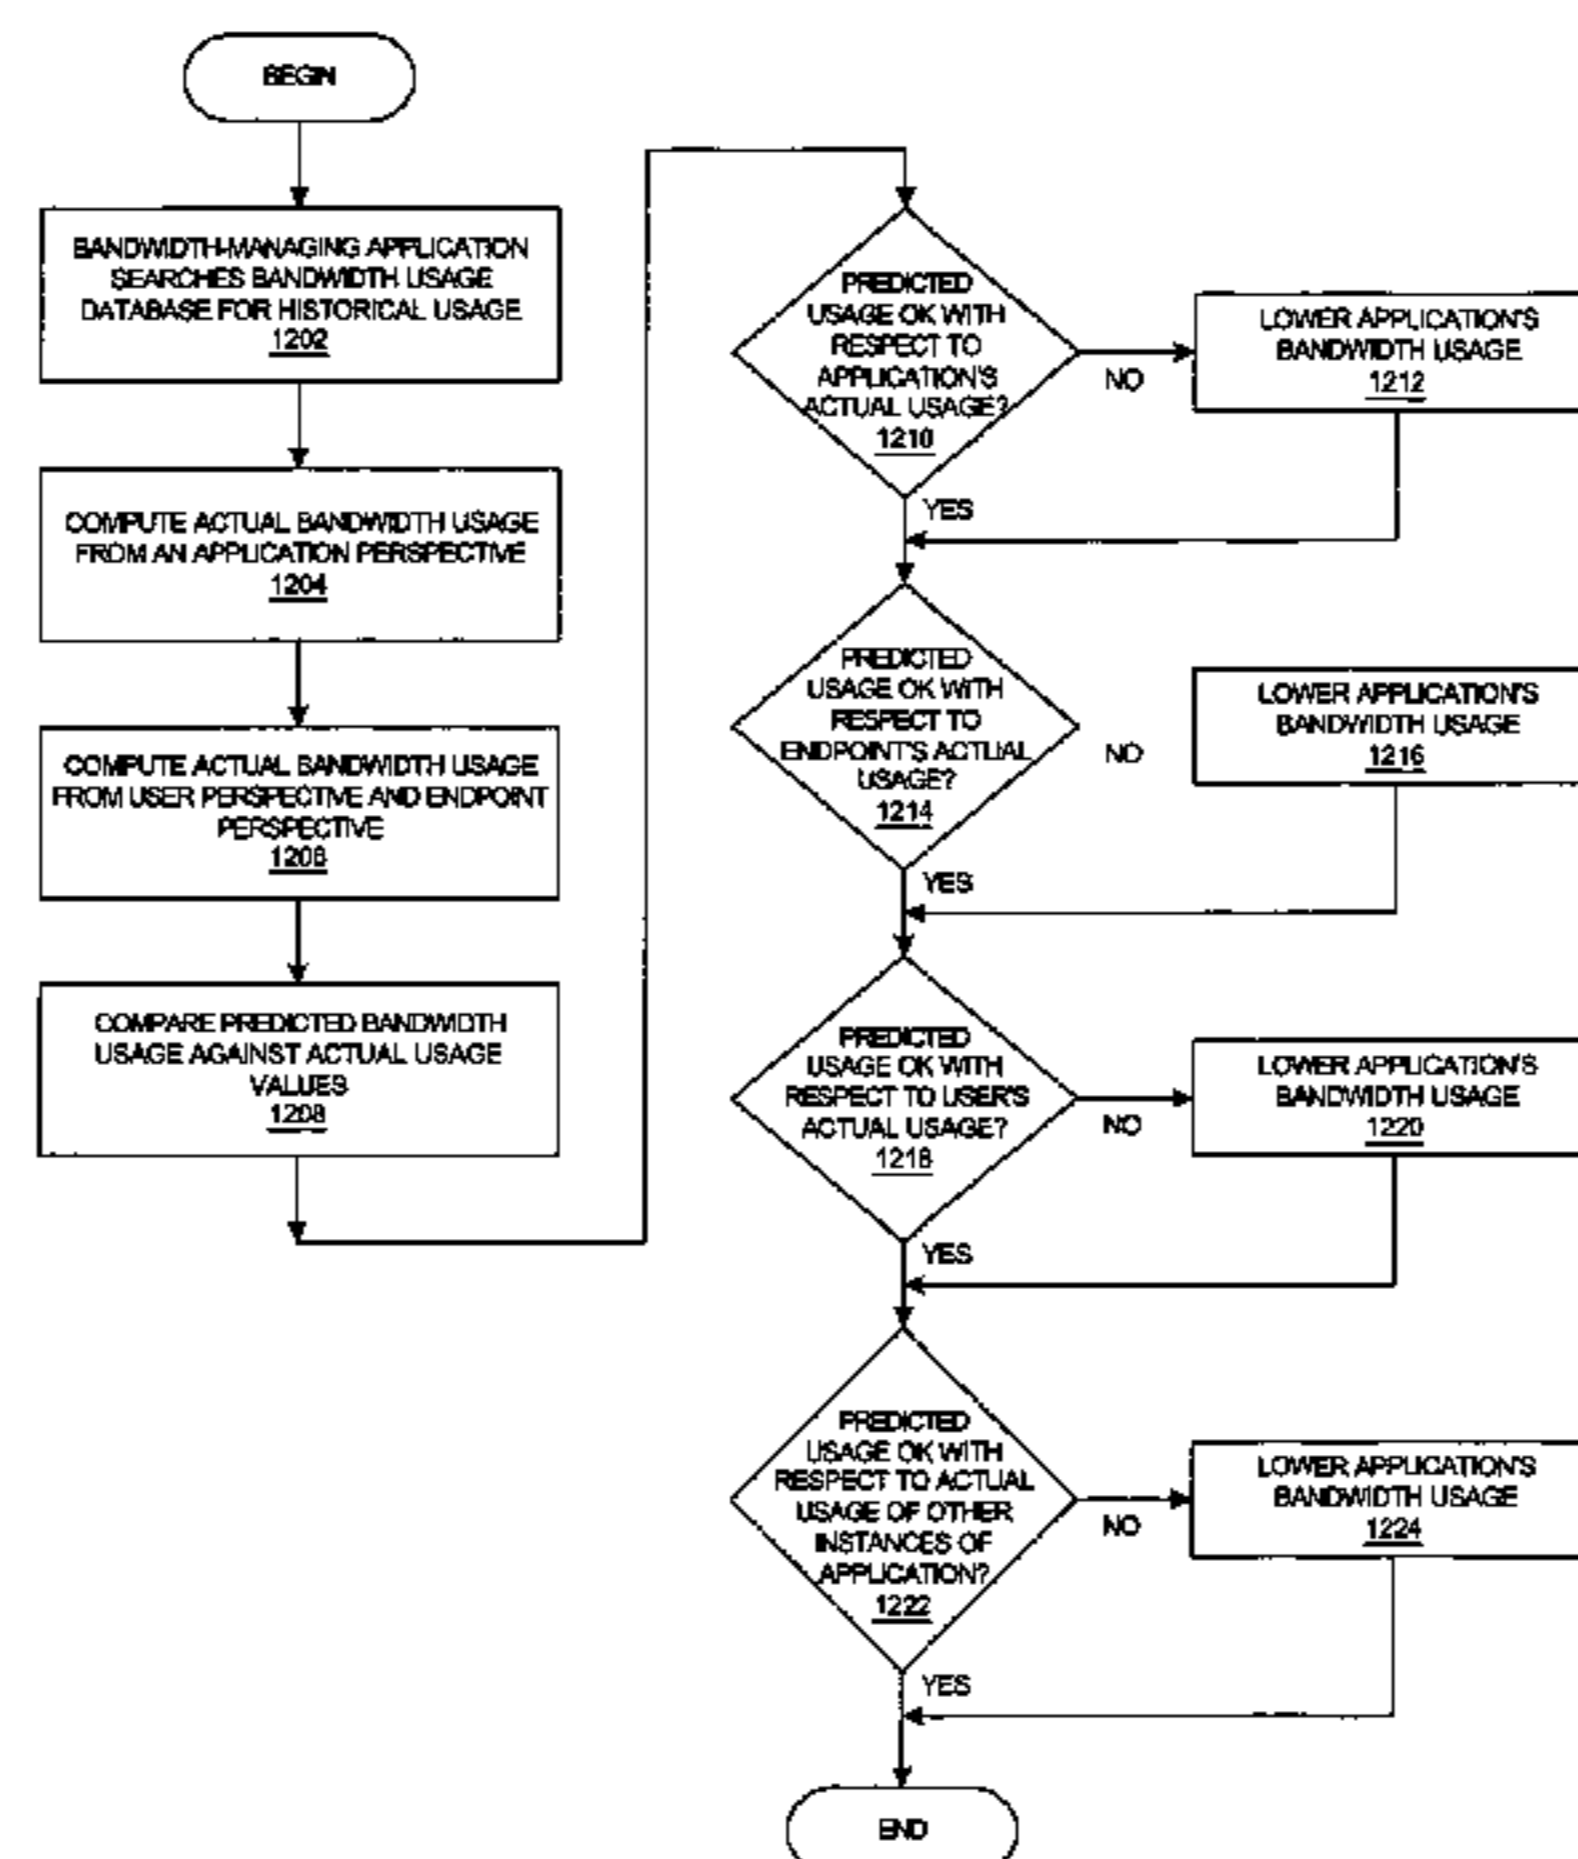 BEGIN
BANDWIDTH-MANAGING APPLICATION
SEARCHES BANDWIDTH USAGE
DATABASE FOR HISTORICAL USAGE
1202
COMPUTE ACTUAL BANDWIDTH USAGE
FROM AN APPLICATION PERSPECTIVE
1204
COMPUTE ACTUAL BANDWIDTH USAGE
FROM USER PERSPECTIVE AND ENDPOINT
PERSPECTIVE
1206
COMPARE PREDICTED BANDWIDTH
USAGE AGAINST ACTUAL USAGE
VALUES
1208
PREDICTED
USAGE OK WITH
RESPECT TO
APPLICATION'S
ACTUAL USAGE?
1210
NO
LOWER APPLICATION'S
BANDWIDTH USAGE
1212
YES
PREDICTED
USAGE OK WITH
RESPECT TO
ENDPOINT'S ACTUAL
USAGE?
1214
NO
LOWER APPLICATION'S
BANDWIDTH USAGE
1216
YES
PREDICTED
USAGE OK WITH
RESPECT TO USER'S
ACTUAL USAGE?
1218
NO
LOWER APPLICATION'S
BANDWIDTH USAGE
1220
YES
PREDICTED
USAGE OK WITH
RESPECT TO ACTUAL
USAGE OF OTHER
INSTANCES OF
APPLICATION?
1222
NO
LOWER APPLICATION'S
BANDWIDTH USAGE
1224
YES
END